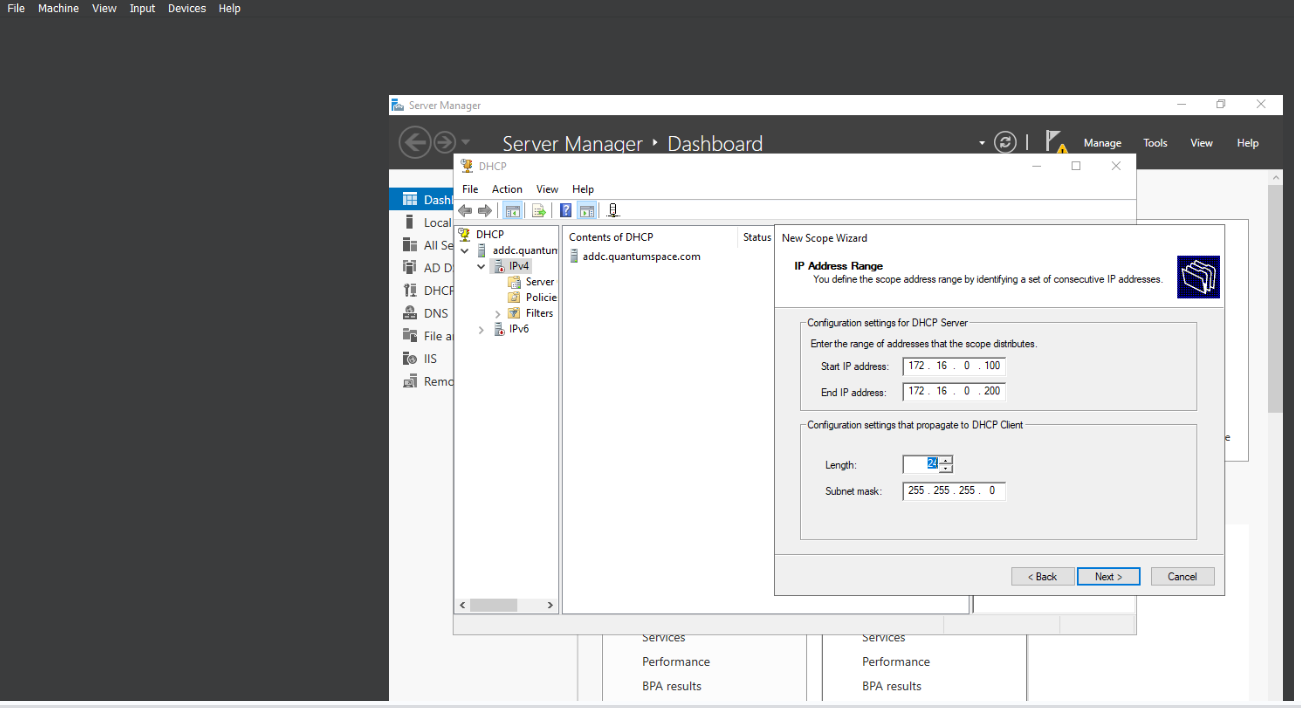 File Machine View Input Devices Help
Server Manager
Server Manager ‣ Dashboard
Manage Tools View Help
DHCP
File Action View Help
Dashl
Local
All Se
AD D
DHCP
DNS
File a
IIS
Remo
DHCP
addc.quantum
IPv4
Server
Policie
Filters
IPv6
Contents of DHCP
Status
addc.quantumspace.com
New Scope Wizard
IP Address Range
You define the scope address range by identifying a set of consecutive IP addresses.
Configuration settings for DHCP Server
Enter the range of addresses that the scope distributes.
Start IP address: 172 . 16 . 0 . 100
End IP address: 172 . 16 . 0 . 200
Configuration settings that propagate to DHCP Client
Length: 24
Subnet mask: 255 . 255 . 255 . 0
< Back Next > Cancel
e
Services
Performance
BPA results
Services
Performance
BPA results